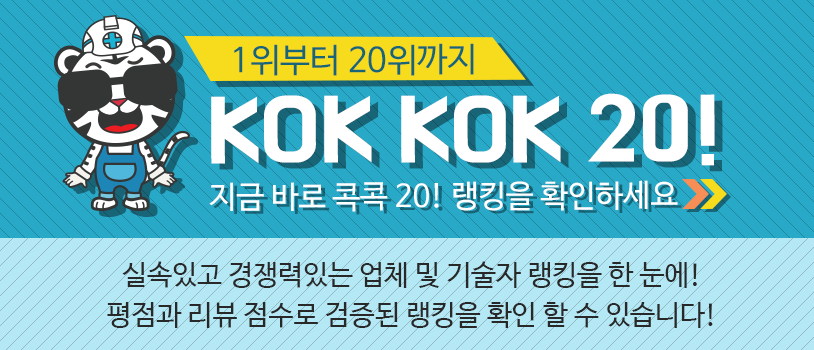 1위부터 20위까지
KOK KOK 20!
지금 바로 콕콕 20! 랭킹을 확인하세요
실속있고 경쟁력있는 업체 및 기술자 랭킹을 한 눈에!
평점과 리뷰 점수로 검증된 랭킹을 확인 할 수 있습니다!